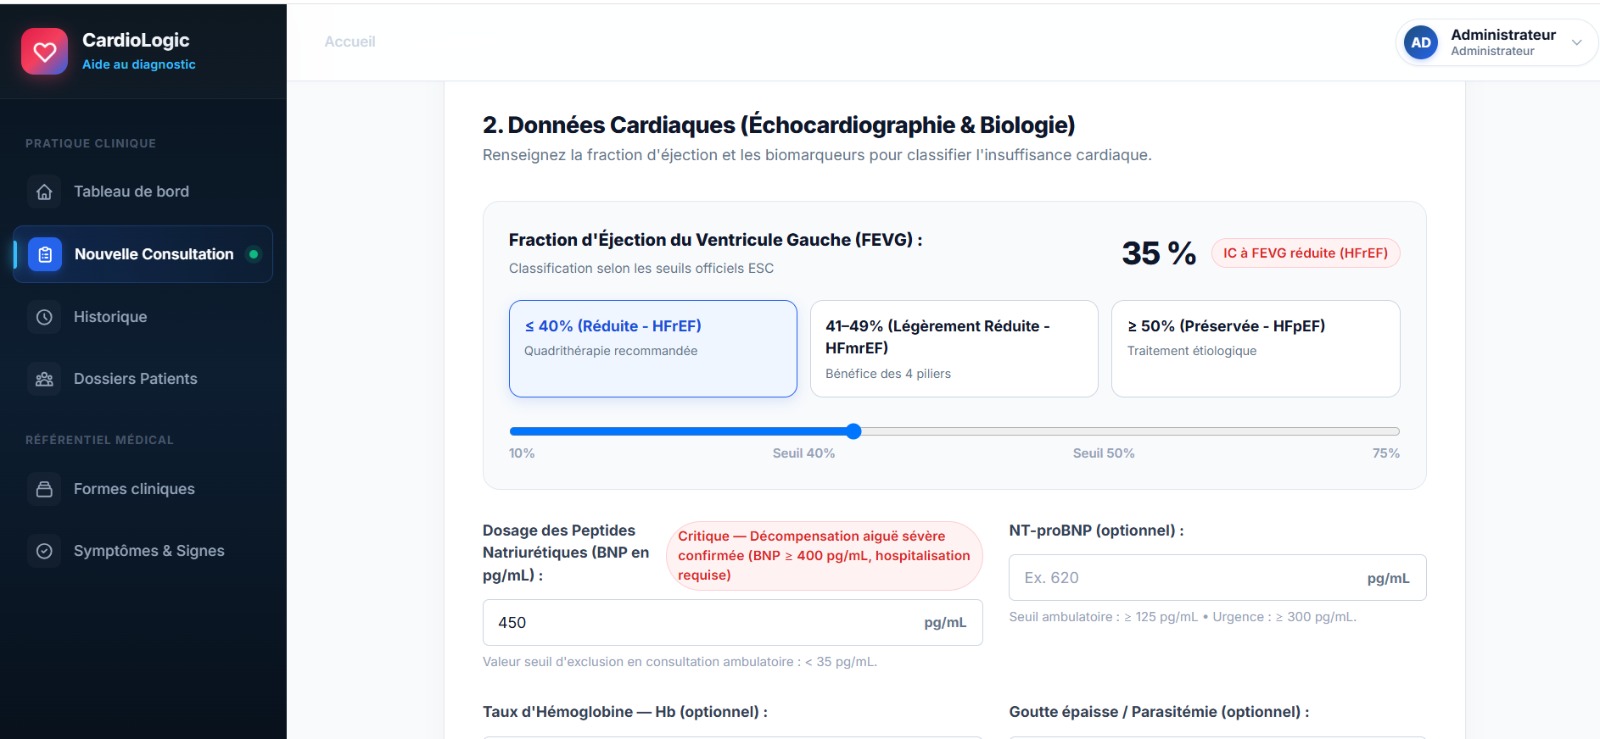 CardioLogic
Aide au diagnostic
PRATIQUE CLINIQUE
Tableau de bord
Nouvelle Consultation
Historique
Dossiers Patients
RÉFÉRENTIEL MÉDICAL
Formes cliniques
Symptômes & Signes
Accueil
AD
Administrateur
Administrateur
2. Données Cardiaques (Échocardiographie & Biologie)
Renseignez la fraction d'éjection et les biomarqueurs pour classifier l'insuffisance cardiaque.
Fraction d'Éjection du Ventricule Gauche (FEVG) :
Classification selon les seuils officiels ESC
35 %
IC à FEVG réduite (HFrEF)
≤ 40% (Réduite - HFrEF)
Quadrithérapie recommandée
41–49% (Légèrement Réduite -
HFmrEF)
Bénéfice des 4 piliers
≥ 50% (Préservée - HFpEF)
Traitement étiologique
10%
Seuil 40%
Seuil 50%
75%
Dosage des Peptides
Natriurétiques (BNP en
pg/mL) :
Critique — Décompensation aiguë sévère
confirmée (BNP ≥ 400 pg/mL, hospitalisation
requise)
450
pg/mL
Valeur seuil d'exclusion en consultation ambulatoire : < 35 pg/mL.
NT-proBNP (optionnel) :
Ex. 620
pg/mL
Seuil ambulatoire : ≥ 125 pg/mL • Urgence : ≥ 300 pg/mL.
Taux d'Hémoglobine — Hb (optionnel) :
Goutte épaisse / Parasitémie (optionnel) :